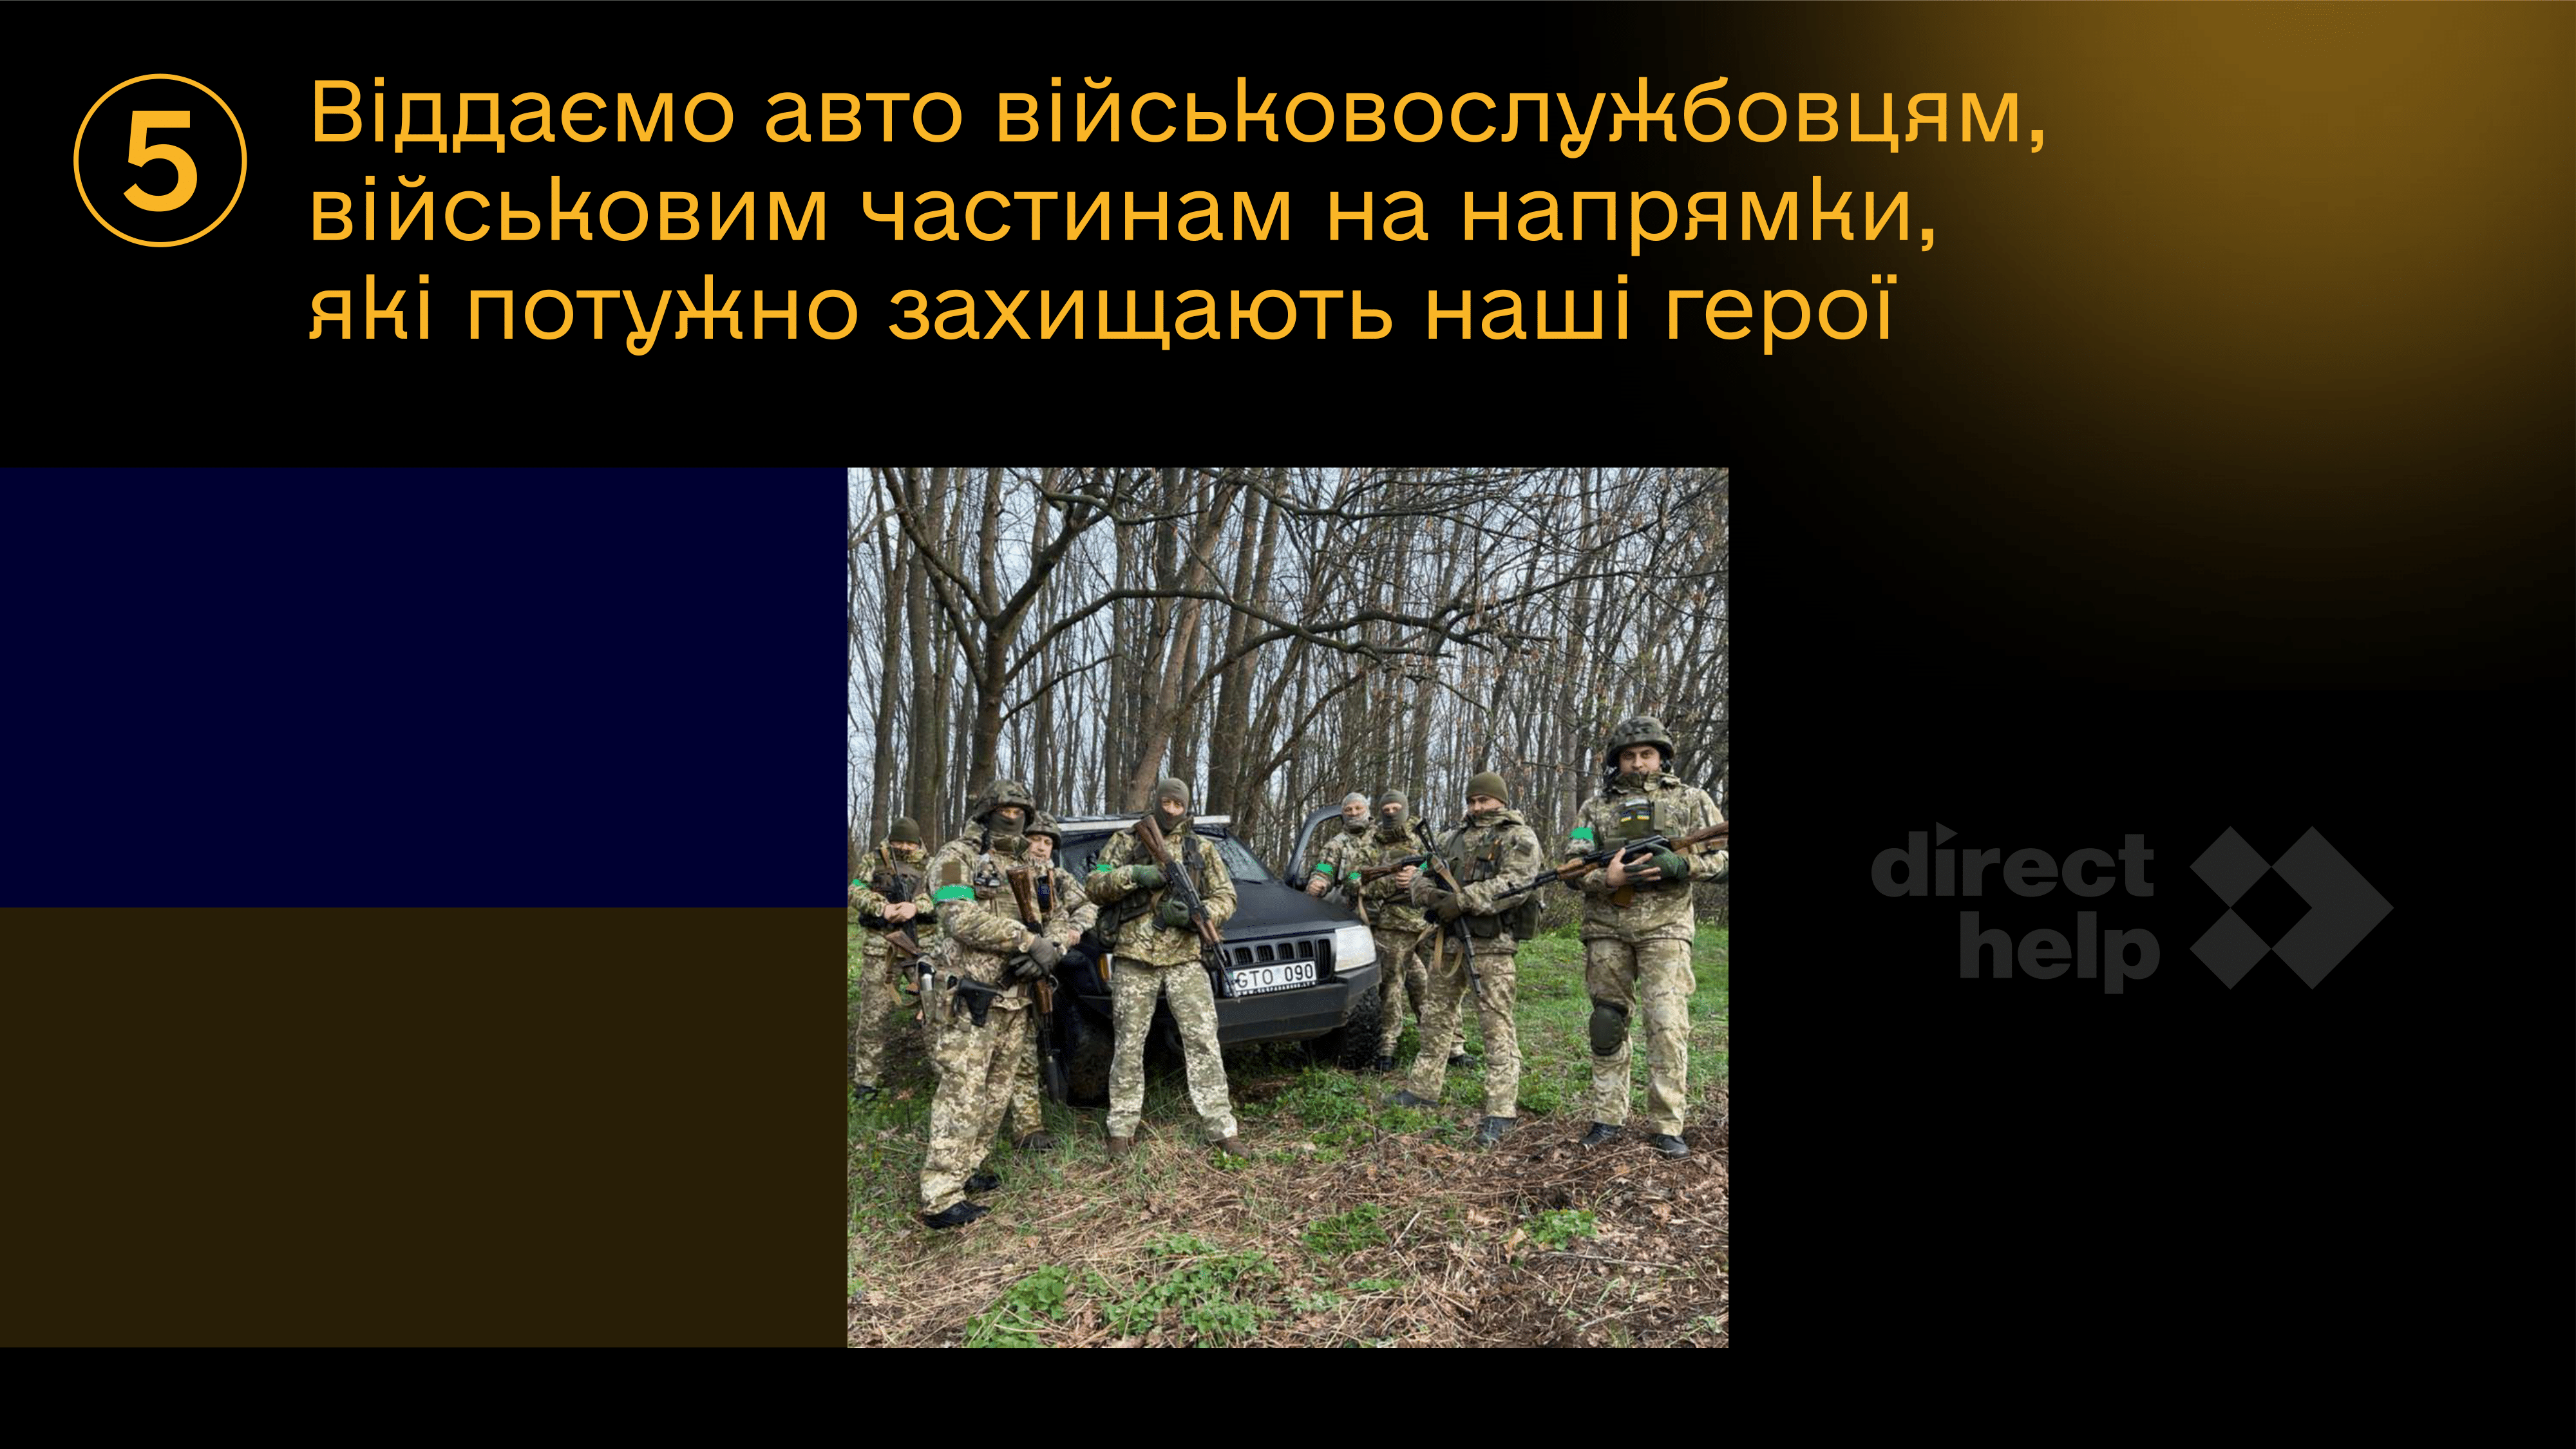 5
Віддаємо авто військовослужбовцям,
військовим частинам на напрямки,
які потужно захищають наші герої
GTO 090
direct
help